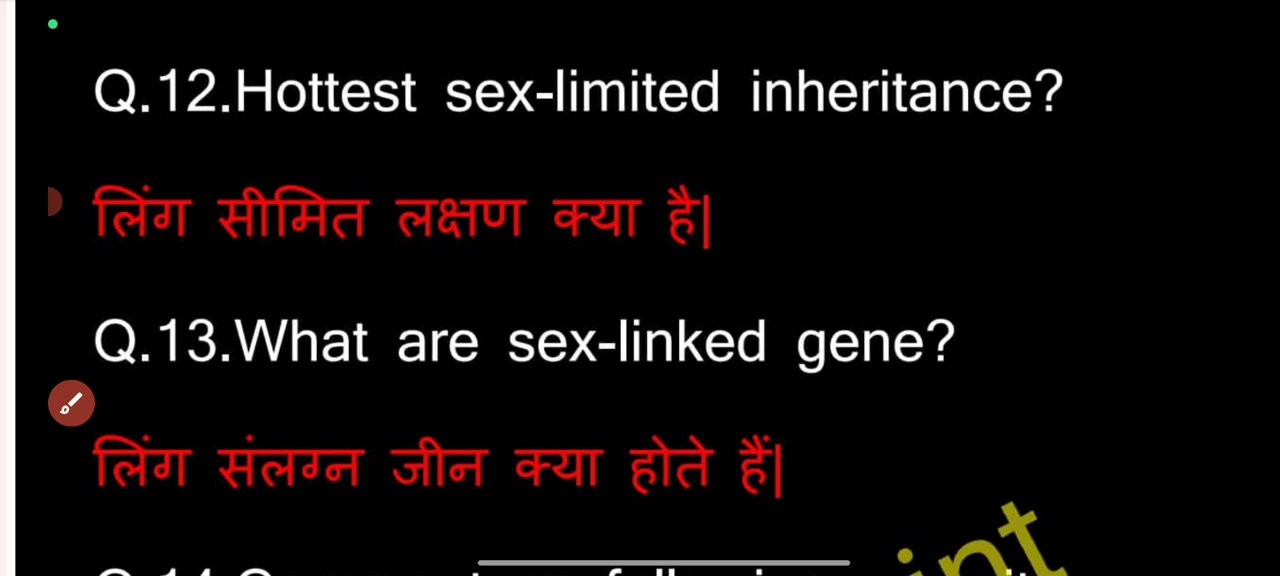 Q.12.Hottest sex-limited inheritance?
लिंग सीमित लक्षण क्या है|
Q.13.What are sex-linked gene?
लिंग संलग्न जीन क्या होते हैं|